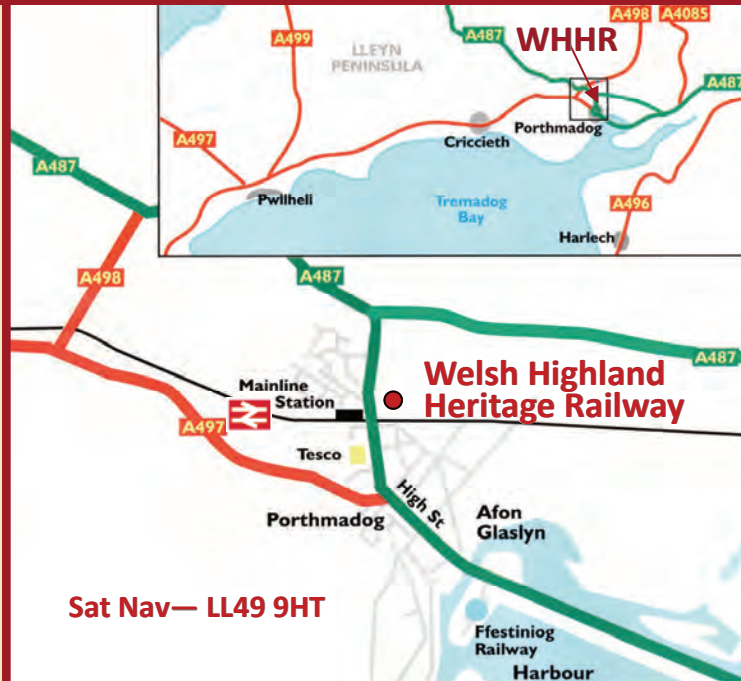 A498
A4085
A487
WHHR
A499
LLEYN
PENINSULA
A487
Porthmadog
Criccieth
A497
Pwllheli
Tremadog
Bay
A496
Harlech
A487
A498
A487
A487
Welsh Highland
Heritage Railway
Mainline
Station
A497
Tesco
High St
Porthmadog
Afon
Glaslyn
Sat Nav— LL49 9HT
Ffestiniog
Railway
Harbour